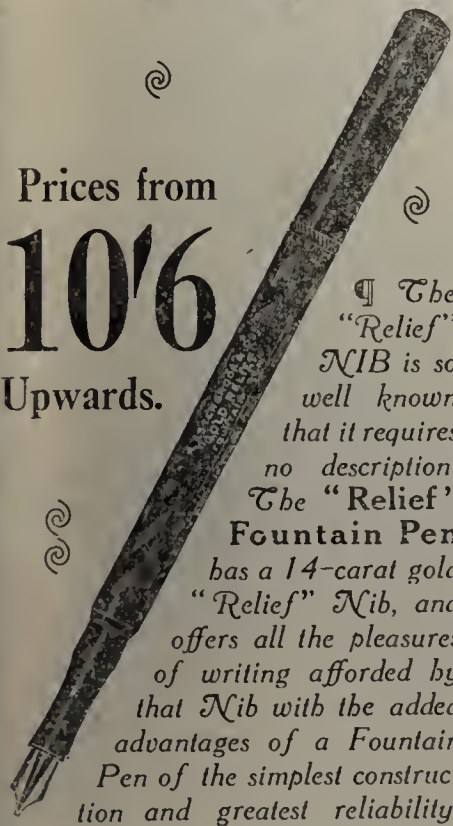 Prices from
10'6
Upwards.
¶ The
"Relief"
NIB is so
well known
that it requires
no description
The "Relief"
Fountain Pen
has a 14-carat gold
"Relief" Nib, and
offers all the pleasures
of writing afforded by
that Nib with the added
advantages of a Fountain
Pen of the simplest construc
tion and greatest reliability